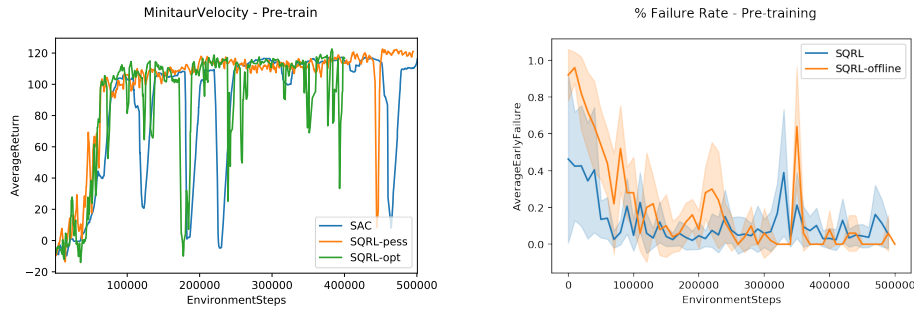 MinitaurVelocity - Pre-train
AverageReturn
120
100
80
60
40
20
0
−20
100000 200000 300000 400000 500000
EnvironmentSteps
SAC
SQRL-pess
SQRL-opt
% Failure Rate - Pre-training
AverageEarlyFailure
1.0
0.8
0.6
0.4
0.2
0.0
0 100000 200000 300000 400000 500000
EnvironmentSteps
SQRL
SQRL-offline